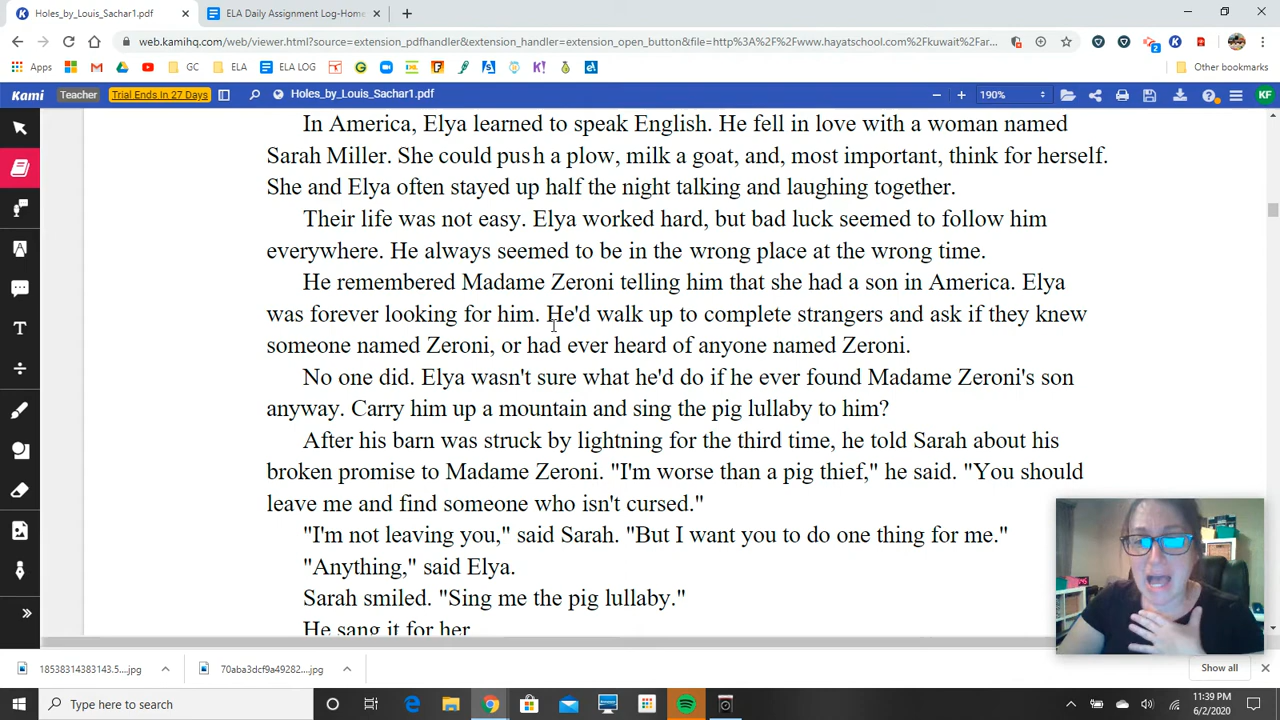 Holes_by_Louis_Sachar1.pdf
ELA Daily Assignment Log-Home
web.kamihq.com/web/viewer.html?source=extension_pdfhandler&extension_handler=extension_open_button&file=http%3A%2F%2Fwww.hayatschool.com%2Fkuwait%2Far...
Apps GC ELA ELA LOG Other bookmarks
Kami Teacher Trial Ends In 27 Days Holes_by_Louis_Sachar1.pdf 190% KF
In America, Elya learned to speak English. He fell in love with a woman named
Sarah Miller. She could push a plow, milk a goat, and, most important, think for herself.
She and Elya often stayed up half the night talking and laughing together.
Their life was not easy. Elya worked hard, but bad luck seemed to follow him
everywhere. He always seemed to be in the wrong place at the wrong time.
He remembered Madame Zeroni telling him that she had a son in America. Elya
was forever looking for him. He'd walk up to complete strangers and ask if they knew
someone named Zeroni, or had ever heard of anyone named Zeroni.
No one did. Elya wasn't sure what he'd do if he ever found Madame Zeroni's son
anyway. Carry him up a mountain and sing the pig lullaby to him?
After his barn was struck by lightning for the third time, he told Sarah about his
broken promise to Madame Zeroni. "I'm worse than a pig thief," he said. "You should
leave me and find someone who isn't cursed."
"I'm not leaving you," said Sarah. "But I want you to do one thing for me."
"Anything," said Elya.
Sarah smiled. "Sing me the pig lullaby."
He sang it for her
18538314383143.5....jpg
70aba3dcf9a49282....jpg
Show all
Type here to search
11:39 PM
6/2/2020